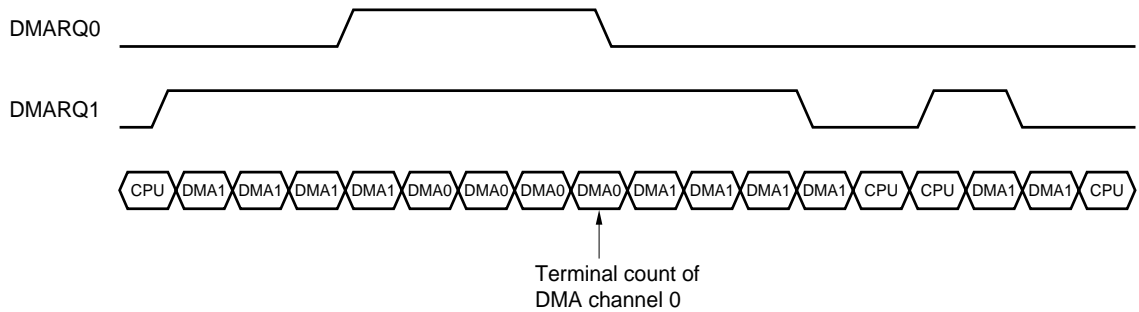 DMARQ0
DMARQ1
CPU DMA1 DMA1 DMA1 DMA1 DMA0 DMA0 DMA0 DMA0 DMA1 DMA1 DMA1 DMA1 CPU CPU DMA1 DMA1 CPU
Terminal count of
DMA channel 0